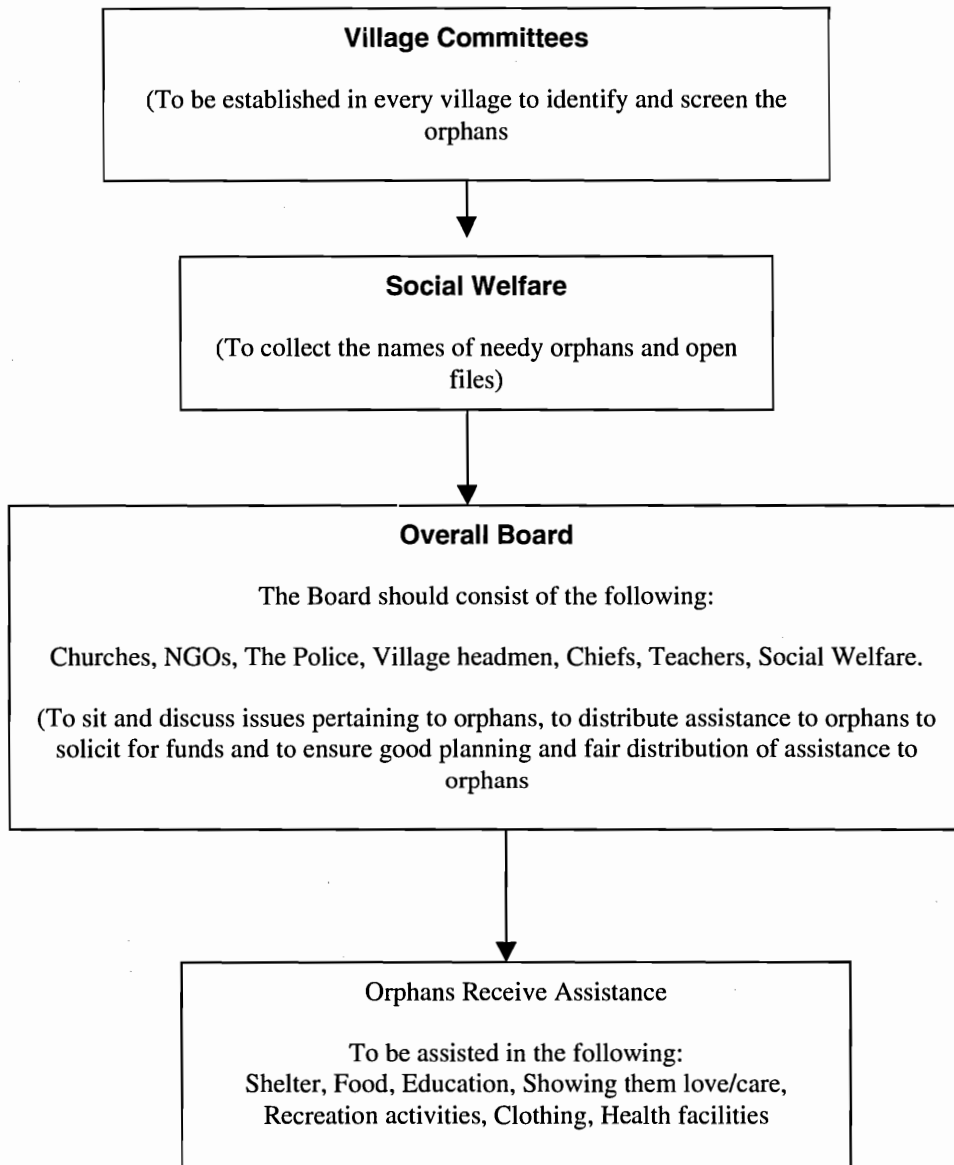 Village Committees
(To be established in every village to identify and screen the
orphans
Social Welfare
(To collect the names of needy orphans and open
files)
Overall Board
The Board should consist of the following:
Churches, NGOs, The Police, Village headmen, Chiefs, Teachers, Social Welfare.
(To sit and discuss issues pertaining to orphans, to distribute assistance to orphans to
solicit for funds and to ensure good planning and fair distribution of assistance to
orphans
Orphans Receive Assistance
To be assisted in the following:
Shelter, Food, Education, Showing them love/care,
Recreation activities, Clothing, Health facilities